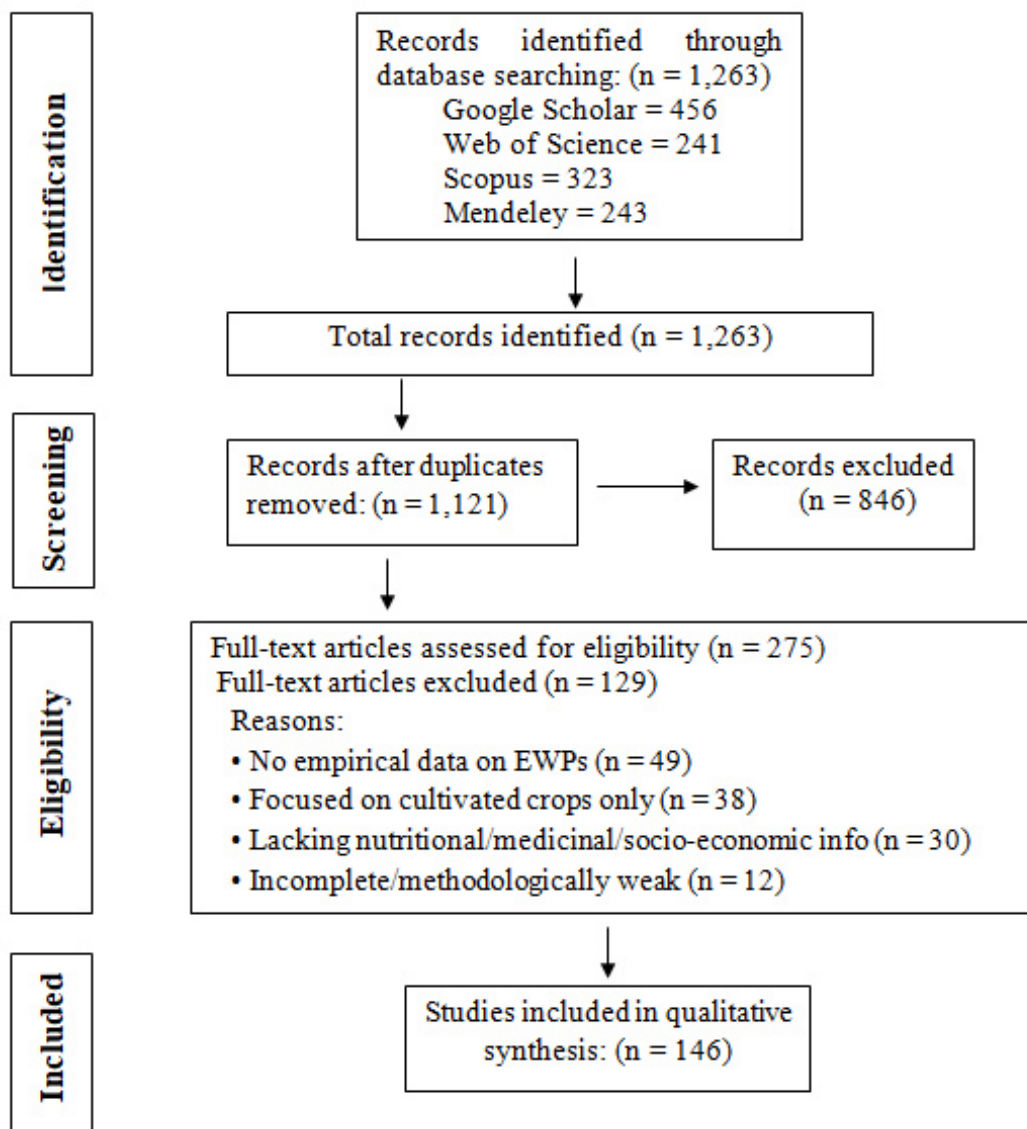 Identification
Records identified through
database searching: (n = 1,263)
Google Scholar = 456
Web of Science = 241
Scopus = 323
Mendeley = 243
Total records identified (n = 1,263)
Screening
Records after duplicates
removed: (n = 1,121)
Records excluded
(n = 846)
Eligibility
Full-text articles assessed for eligibility (n = 275)
Full-text articles excluded (n = 129)
Reasons:
• No empirical data on EWPs (n = 49)
• Focused on cultivated crops only (n = 38)
• Lacking nutritional/medicinal/socio-economic info (n = 30)
• Incomplete/methodologically weak (n = 12)
Included
Studies included in qualitative
synthesis: (n = 146)